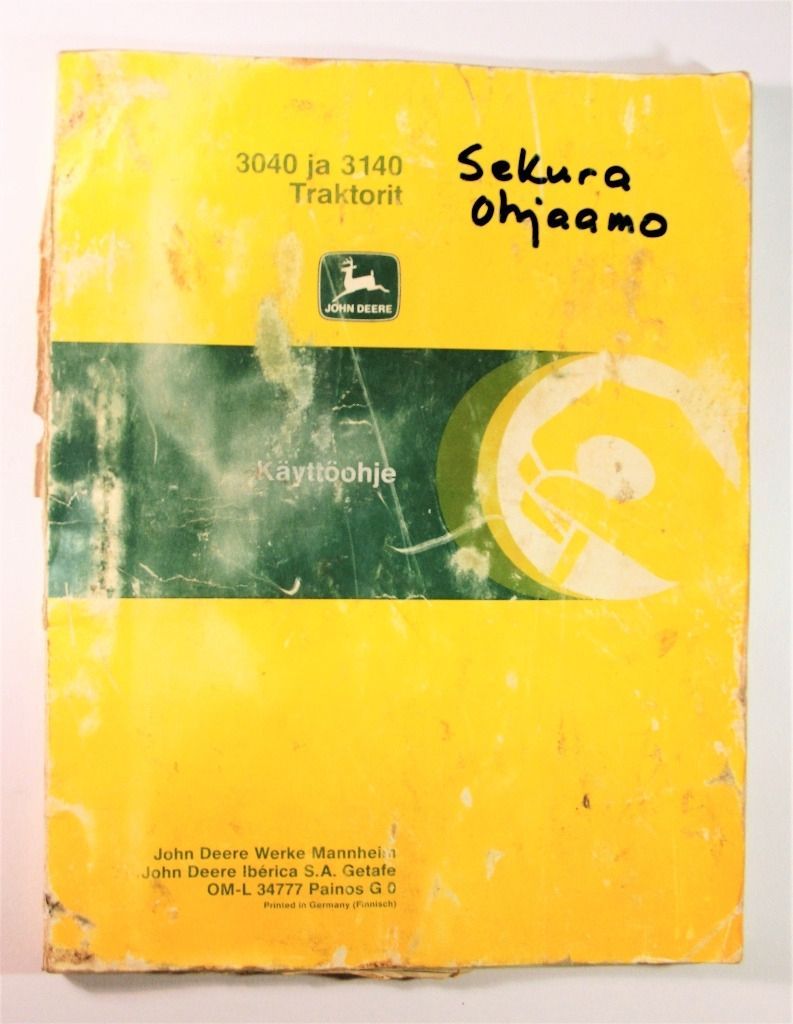 3040 ja 3140
Traktorit
Sekura
Ohjaamo
JOHN DEERE
Käyttöohje
John Deere Werke Mannheim
John Deere Ibérica S.A. Getafe
OM-L 34777 Painos G 0
Printed in Germany (Finnisch)